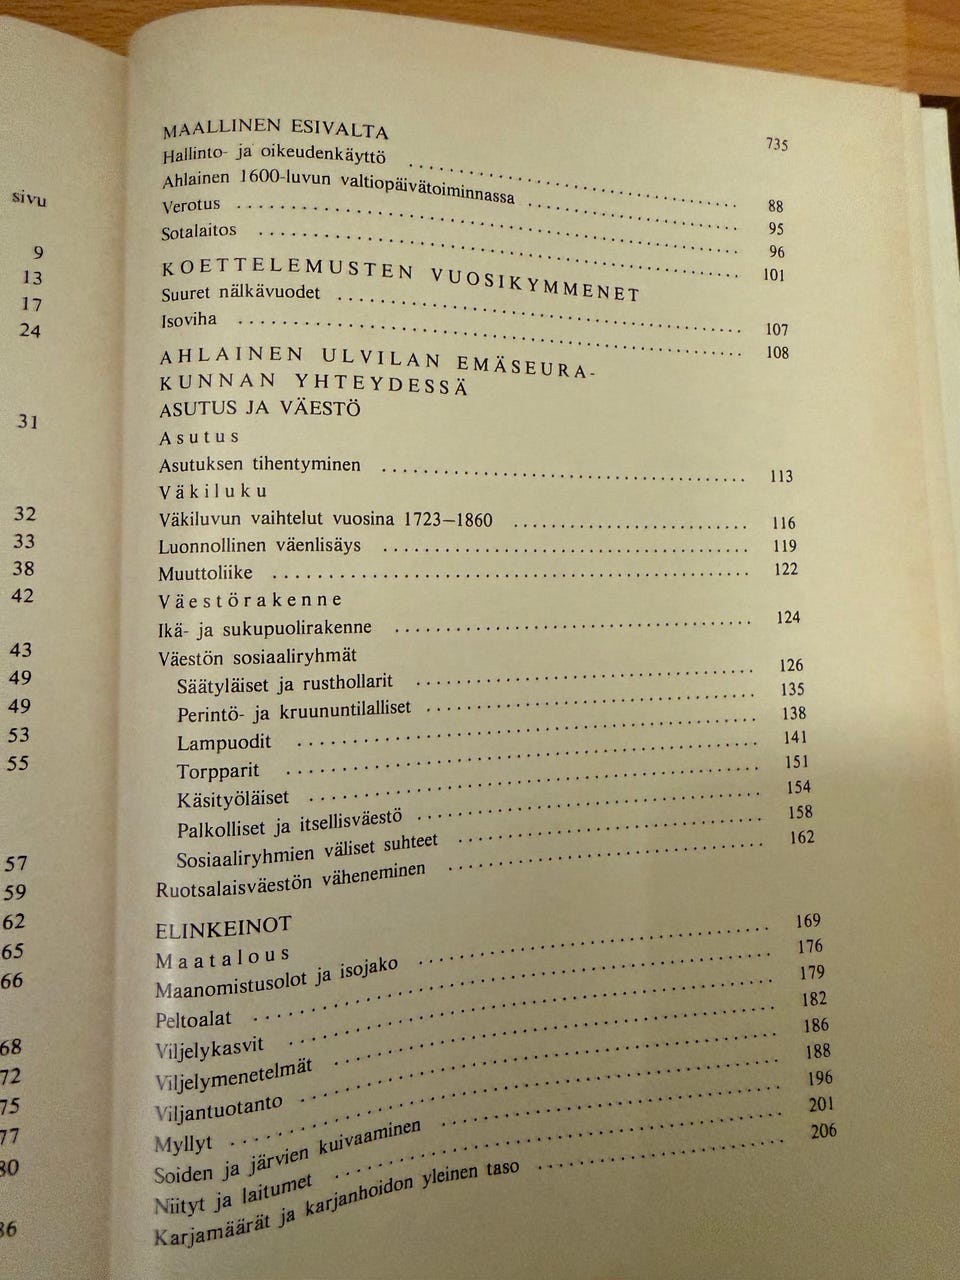 sivu
9
13
17
24
31
32
33
38
42
43
49
49
53
55
57
59
62
65
66
68
72
75
77
80
86
735
MAALLINEN ESIVALTA
Hallinto- ja oikeudenkäyttö .......... 88
Ahlainen 1600-luvun valtiopäivätoiminnassa .......... 95
Verotus .......... 96
Sotalaitos .......... 101
KOETTELEMUSTEN VUOSIKYMMENET
Suuret nälkävuodet .......... 107
Isoviha .......... 108
AHLAINEN ULVILAN EMÄSEURA-
KUNNAN YHTEYDESSÄ
ASUTUS JA VÄESTÖ
Asutus
Asutuksen tihentyminen .......... 113
Väkiluku
Väkiluvun vaihtelut vuosina 1723–1860 .......... 116
Luonnollinen väenlisäys .......... 119
Muuttoliike .......... 122
Väestörakenne
Ikä- ja sukupuolirakenne .......... 124
Väestön sosiaaliryhmät
Säätyläiset ja rusthollarit .......... 126
Perintö- ja kruununtilalliset .......... 135
Lampuodit .......... 138
Torpparit .......... 141
Käsityöläiset .......... 151
Palkolliset ja itsellisväestö .......... 154
Sosiaaliryhmien väliset suhteet .......... 158
Ruotsalaisväestön väheneminen .......... 162
ELINKEINOT
Maatalous
Maanomistusolot ja isojako .......... 169
Peltoalat .......... 176
Viljelykasvit .......... 179
Viljelymenetelmät .......... 182
Viljantuotanto .......... 186
Myllyt .......... 188
Soiden ja järvien kuivaaminen .......... 196
Niityt ja laitumet .......... 201
Karjamäärät ja karjanhoidon yleinen taso .......... 206